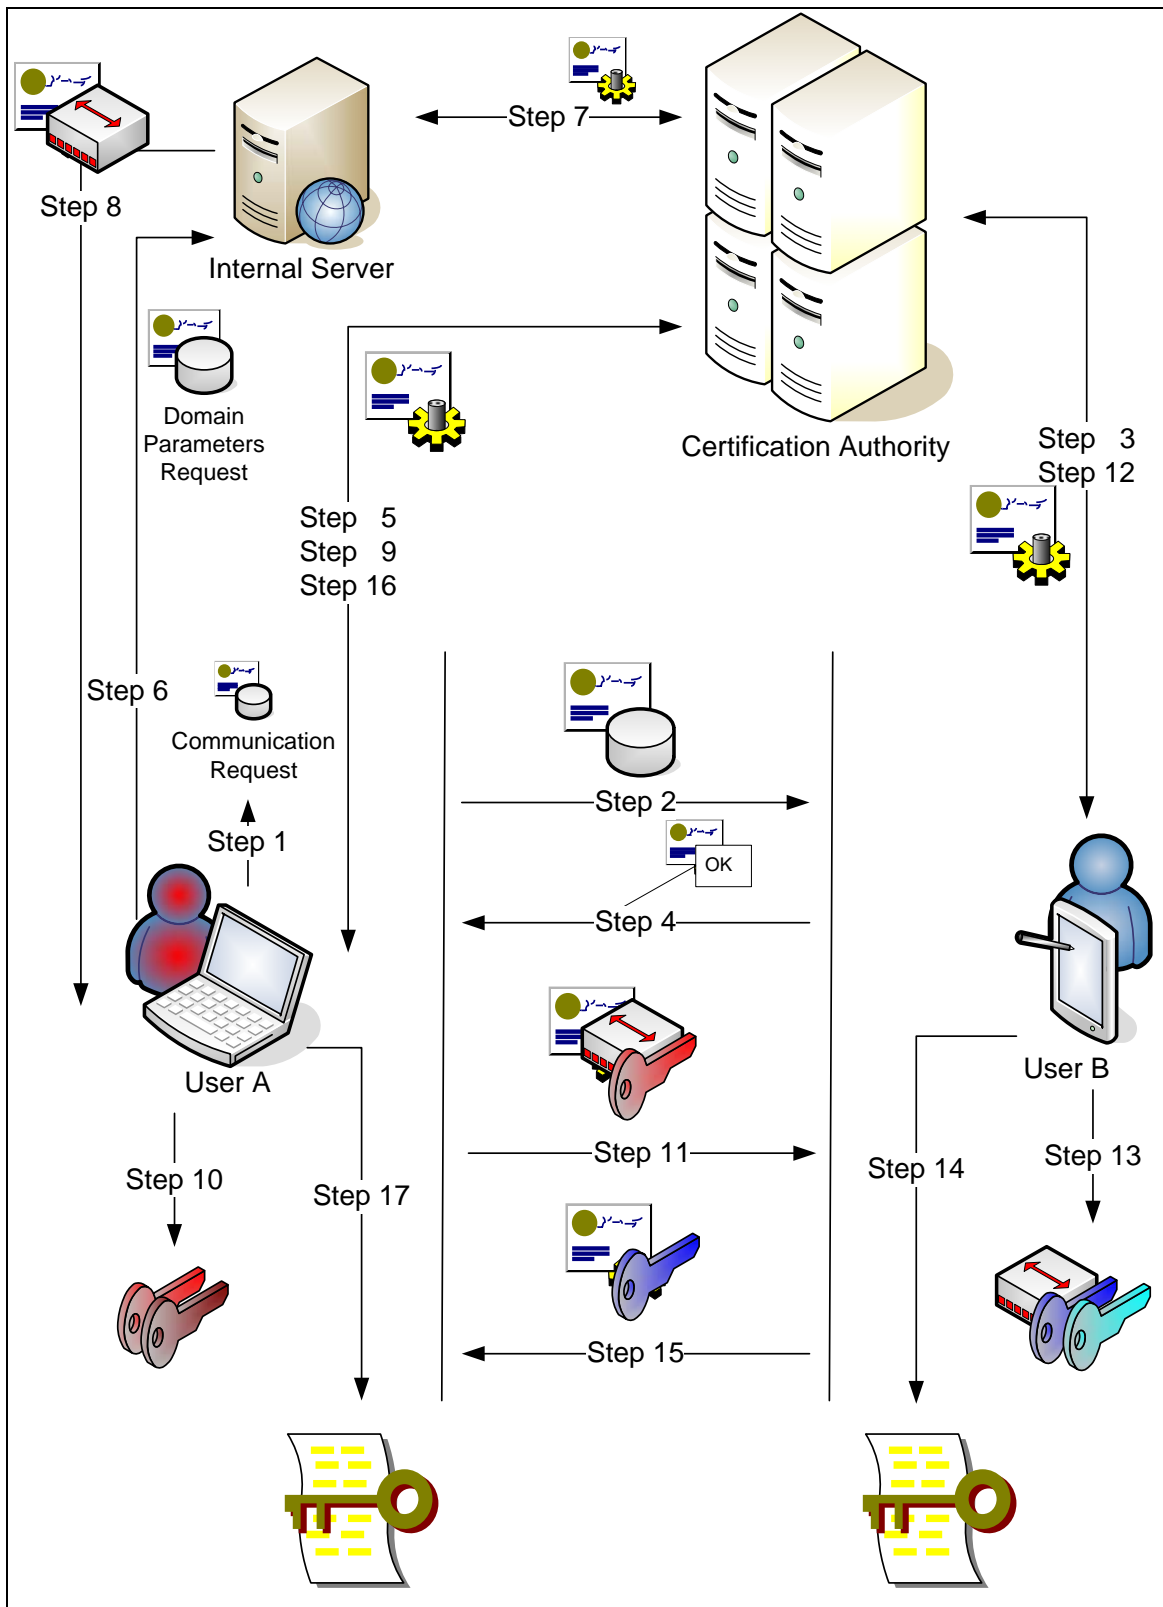 Step 7
Step 8
Internal Server
Domain
Parameters
Request
Certification Authority
Step 3
Step 12
Step 5
Step 9
Step 16
Step 6
Communication
Request
Step 2
Step 1
OK
Step 4
User A
User B
Step 11
Step 13
Step 14
Step 10
Step 17
Step 15